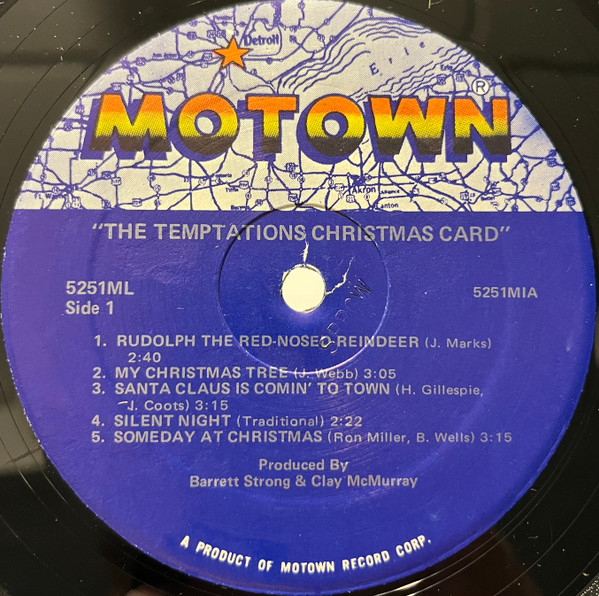 Detroit
Erie
MOTOWN®
Akron
Canton
"THE TEMPTATIONS CHRISTMAS CARD"
5251ML
5251MIA
Side 1
1. RUDOLPH THE RED-NOSED REINDEER (J. Marks)
2:40
2. MY CHRISTMAS TREE (J. Webb) 3:05
3. SANTA CLAUS IS COMIN' TO TOWN (H. Gillespie,
J. Coots) 3:15
4. SILENT NIGHT (Traditional) 2:22
5. SOMEDAY AT CHRISTMAS (Ron Miller, B. Wells) 3:15
Produced By
Barrett Strong & Clay McMurray
A PRODUCT OF MOTOWN RECORD CORP.